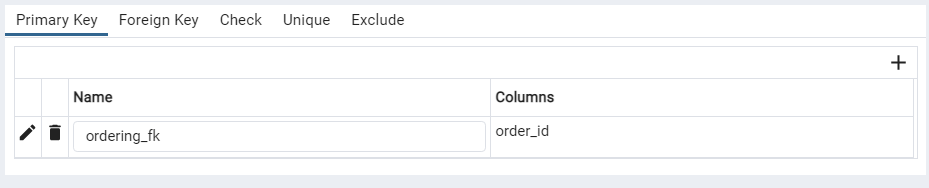 Primary Key Foreign Key Check Unique Exclude
Name Columns
ordering_fk order_id